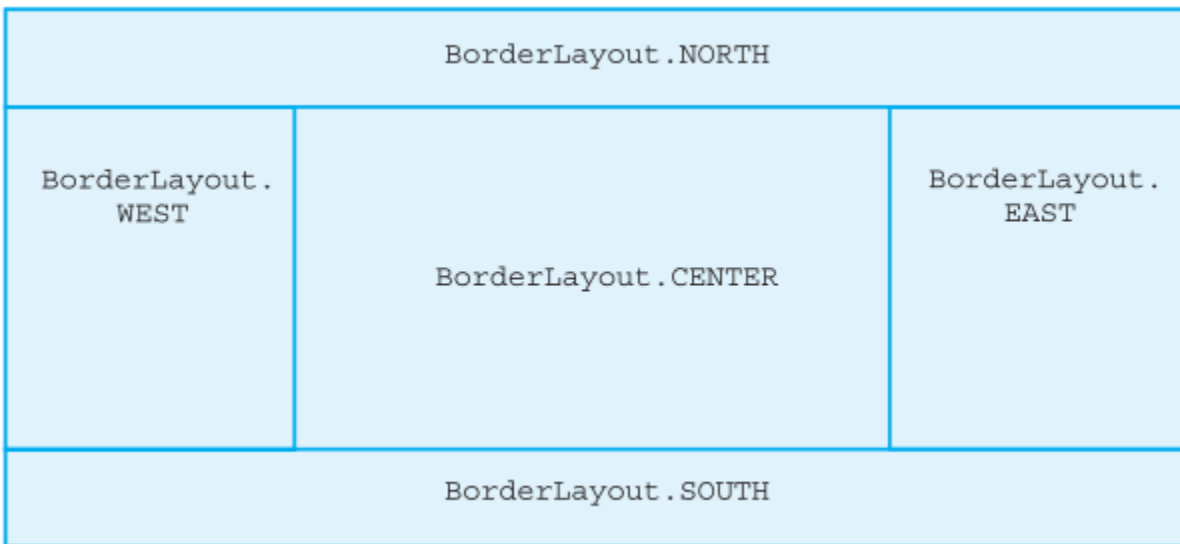 BorderLayout.NORTH
BorderLayout.
WEST
BorderLayout.CENTER
BorderLayout.
EAST
BorderLayout.SOUTH